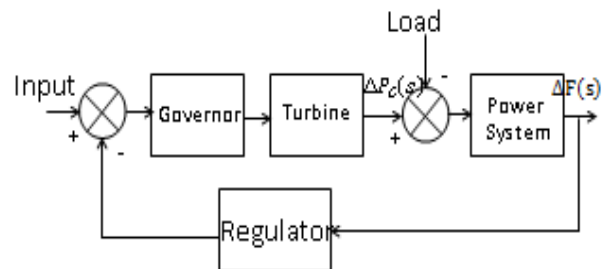 Load
Input
ΔP_C(s)
ΔF(s)
Governor
Turbine
Power
System
+
-
+
-
Regulator